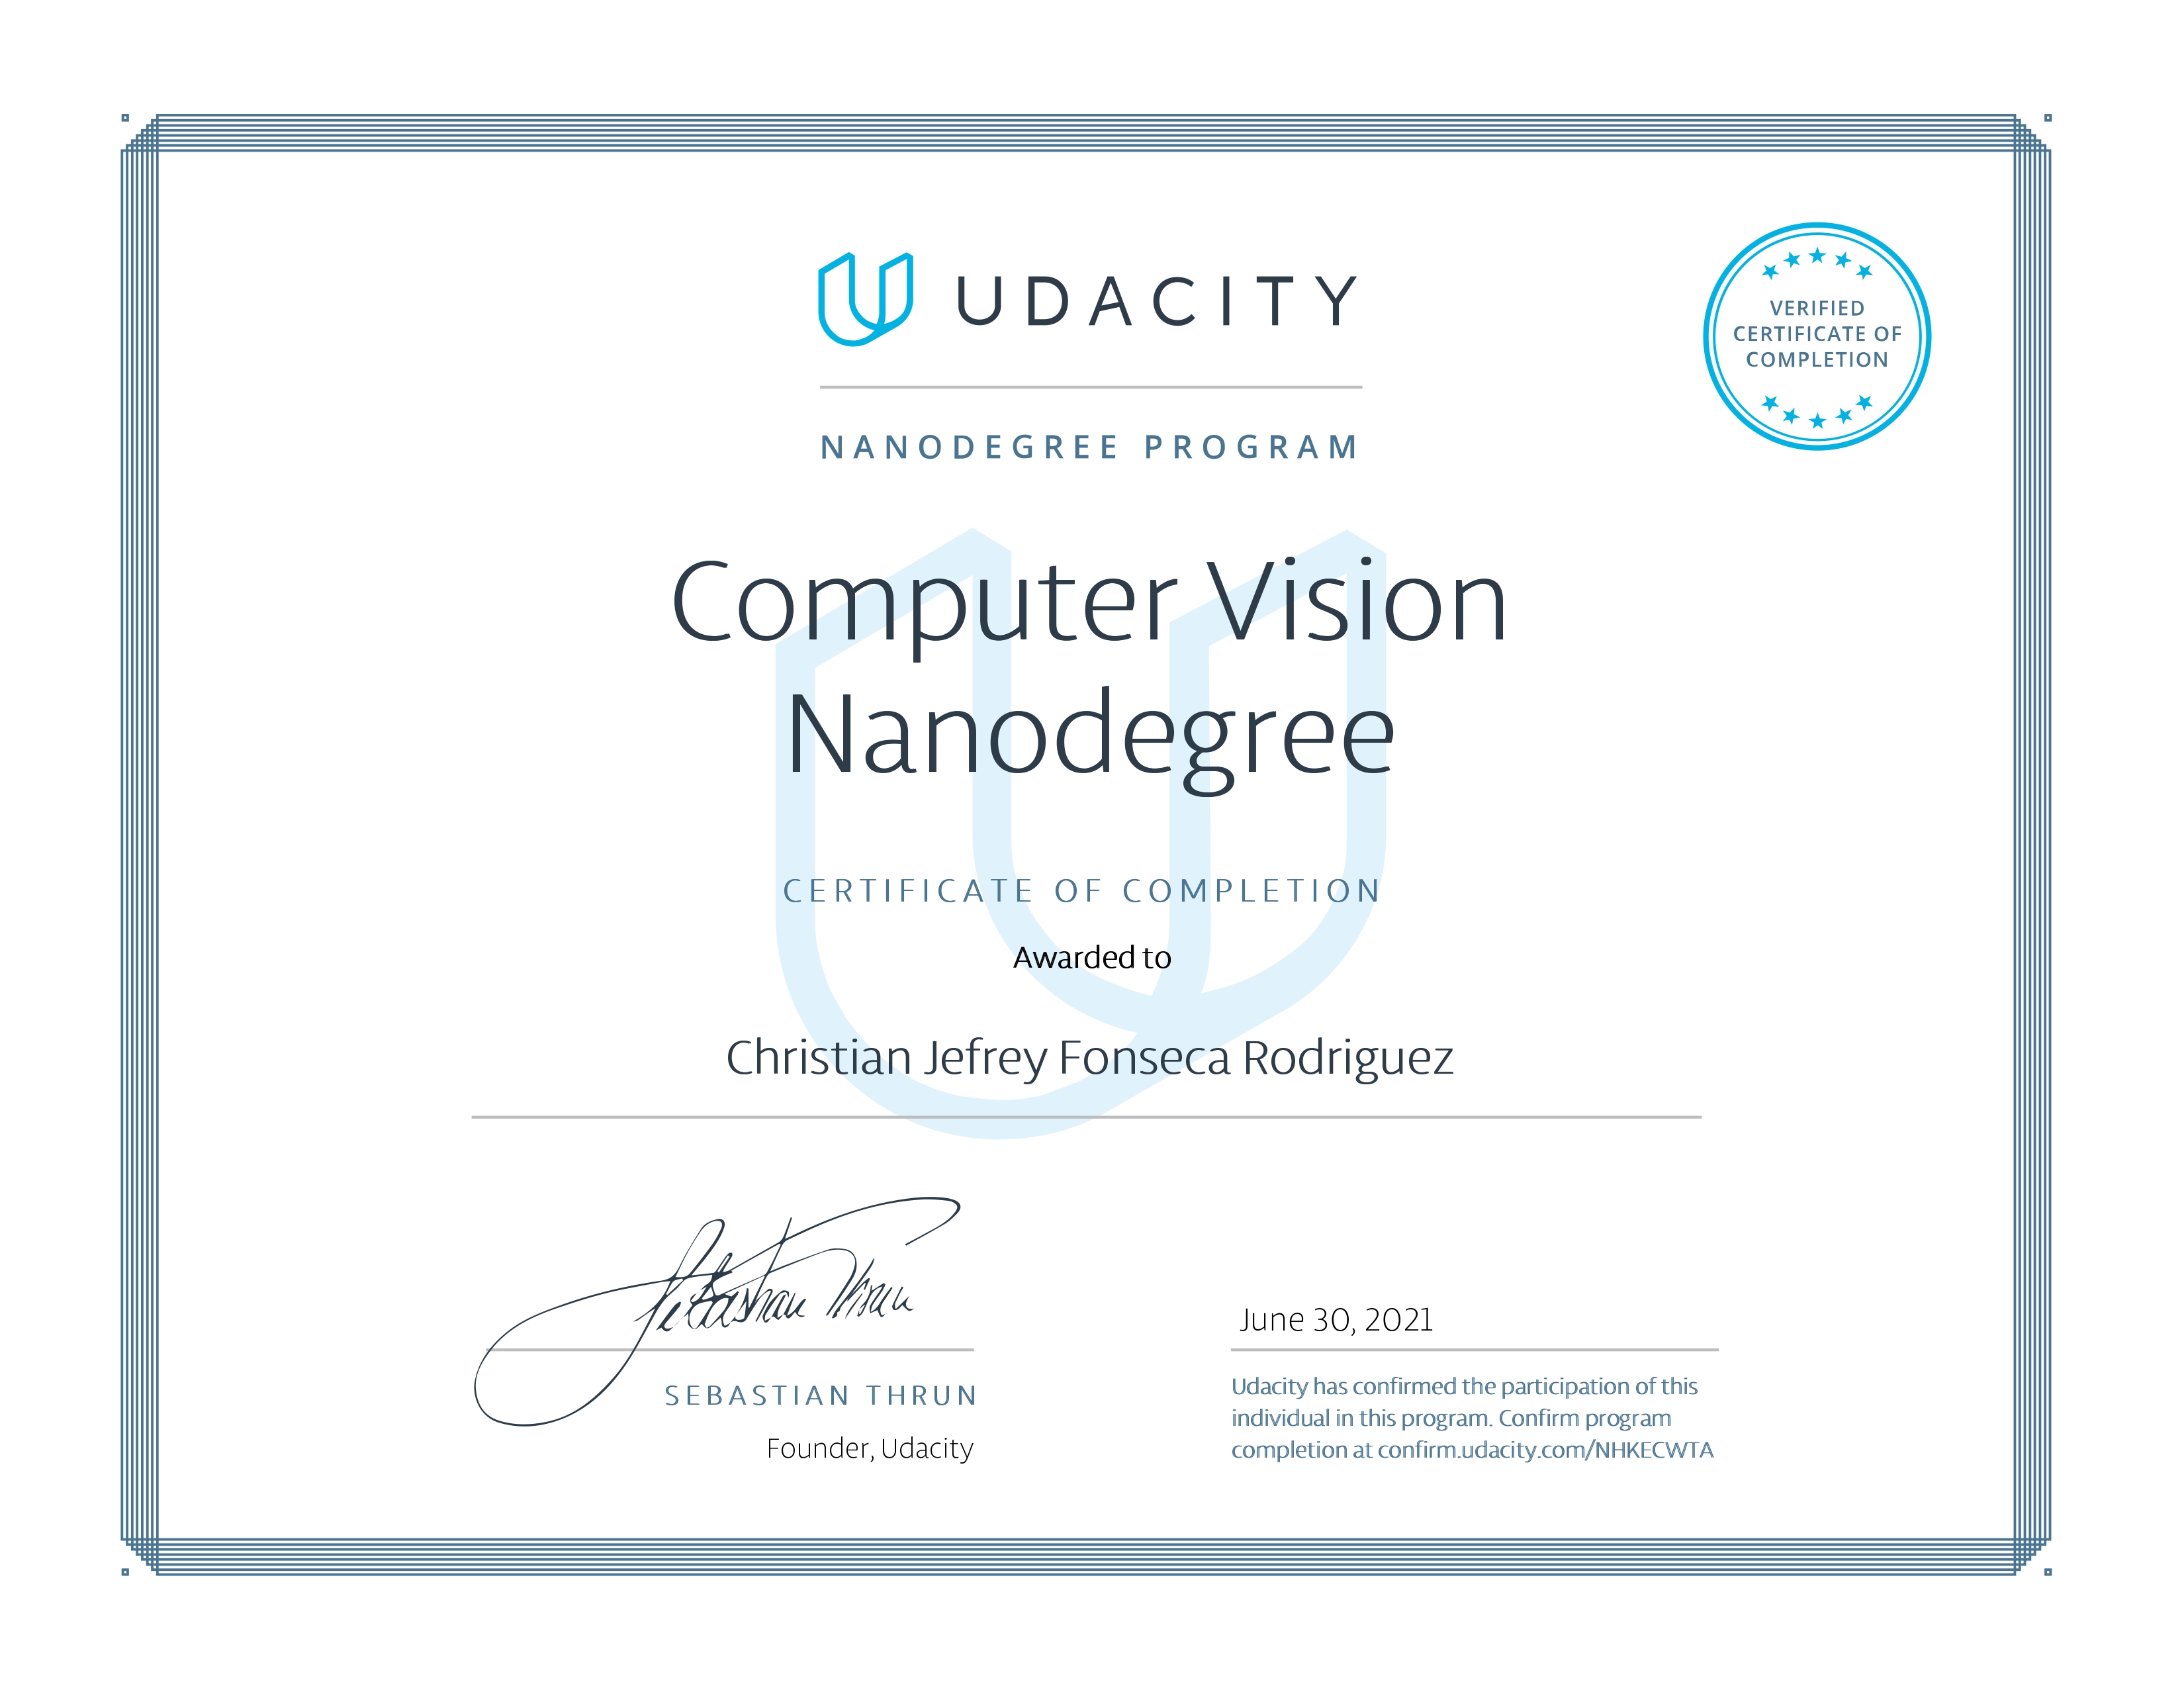 UDACITY
VERIFIED
CERTIFICATE OF
COMPLETION
NANODEGREE PROGRAM
Computer Vision
Nanodegree
CERTIFICATE OF COMPLETION
Awarded to
Christian Jefrey Fonseca Rodriguez
Sebastian Thrun
SEBASTIAN THRUN
Founder, Udacity
June 30, 2021
Udacity has confirmed the participation of this
individual in this program. Confirm program
completion at confirm.udacity.com/NHKECWTA